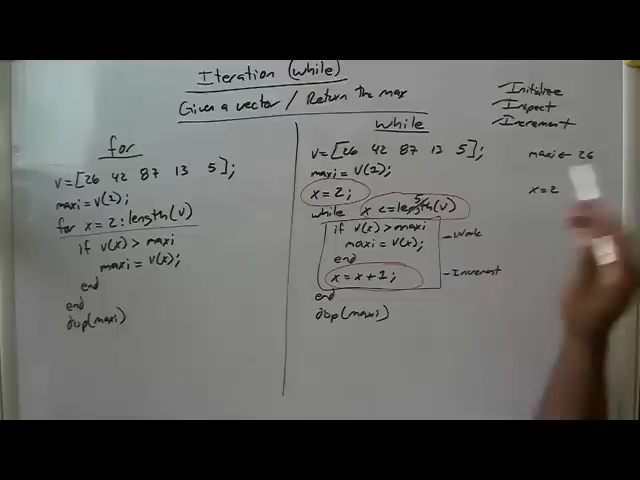 Iteration (while)
Given a vector / Return the max
Initialize
Inspect
Increment
for
v=[26 42 87 13 5];
maxi=v(1);
for x=2:length(v)
if v(x)>maxi
maxi=v(x);
end
end
disp(maxi)
while
v=[26 42 87 13 5];
maxi=v(1);
x=2;
5
while x<=length(v)
if v(x)>maxi
maxi=v(x);
end
x=x+1;
end
disp(maxi)
-Work
-Increment
maxi← 26
x=2